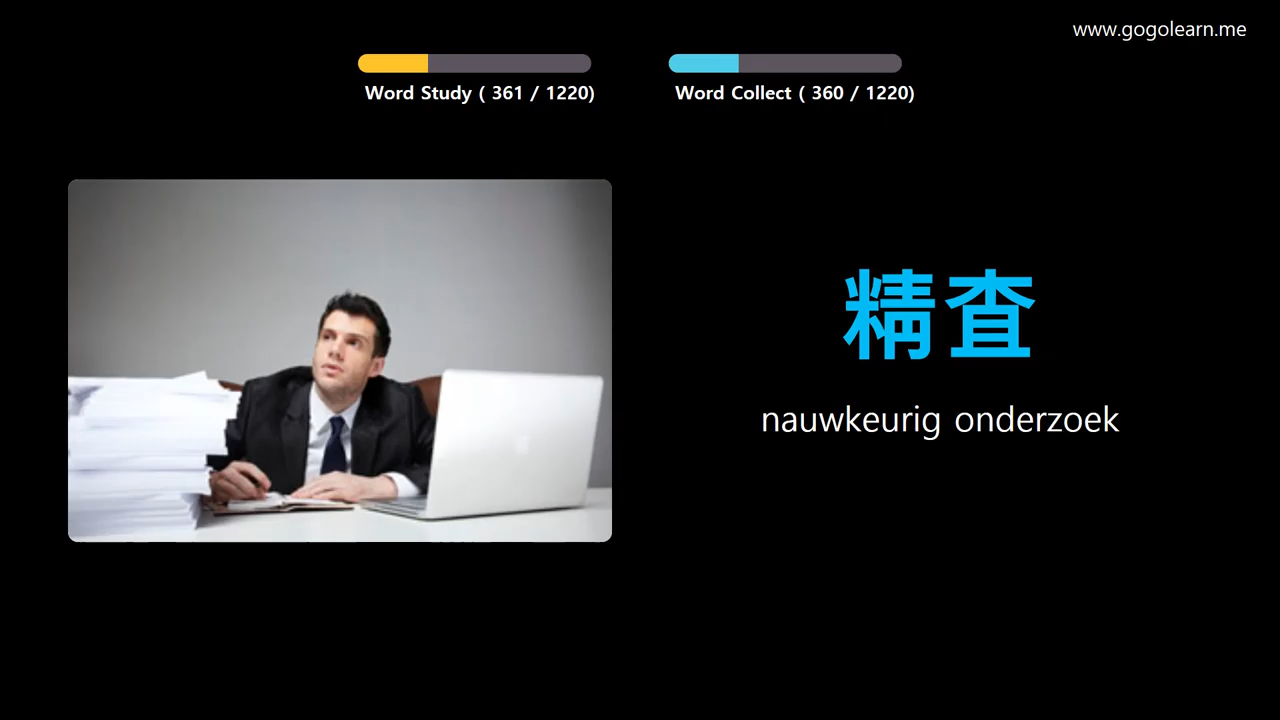 www.gogolearn.me
Word Study ( 361 / 1220)
Word Collect ( 360 / 1220)
精査
nauwkeurig onderzoek